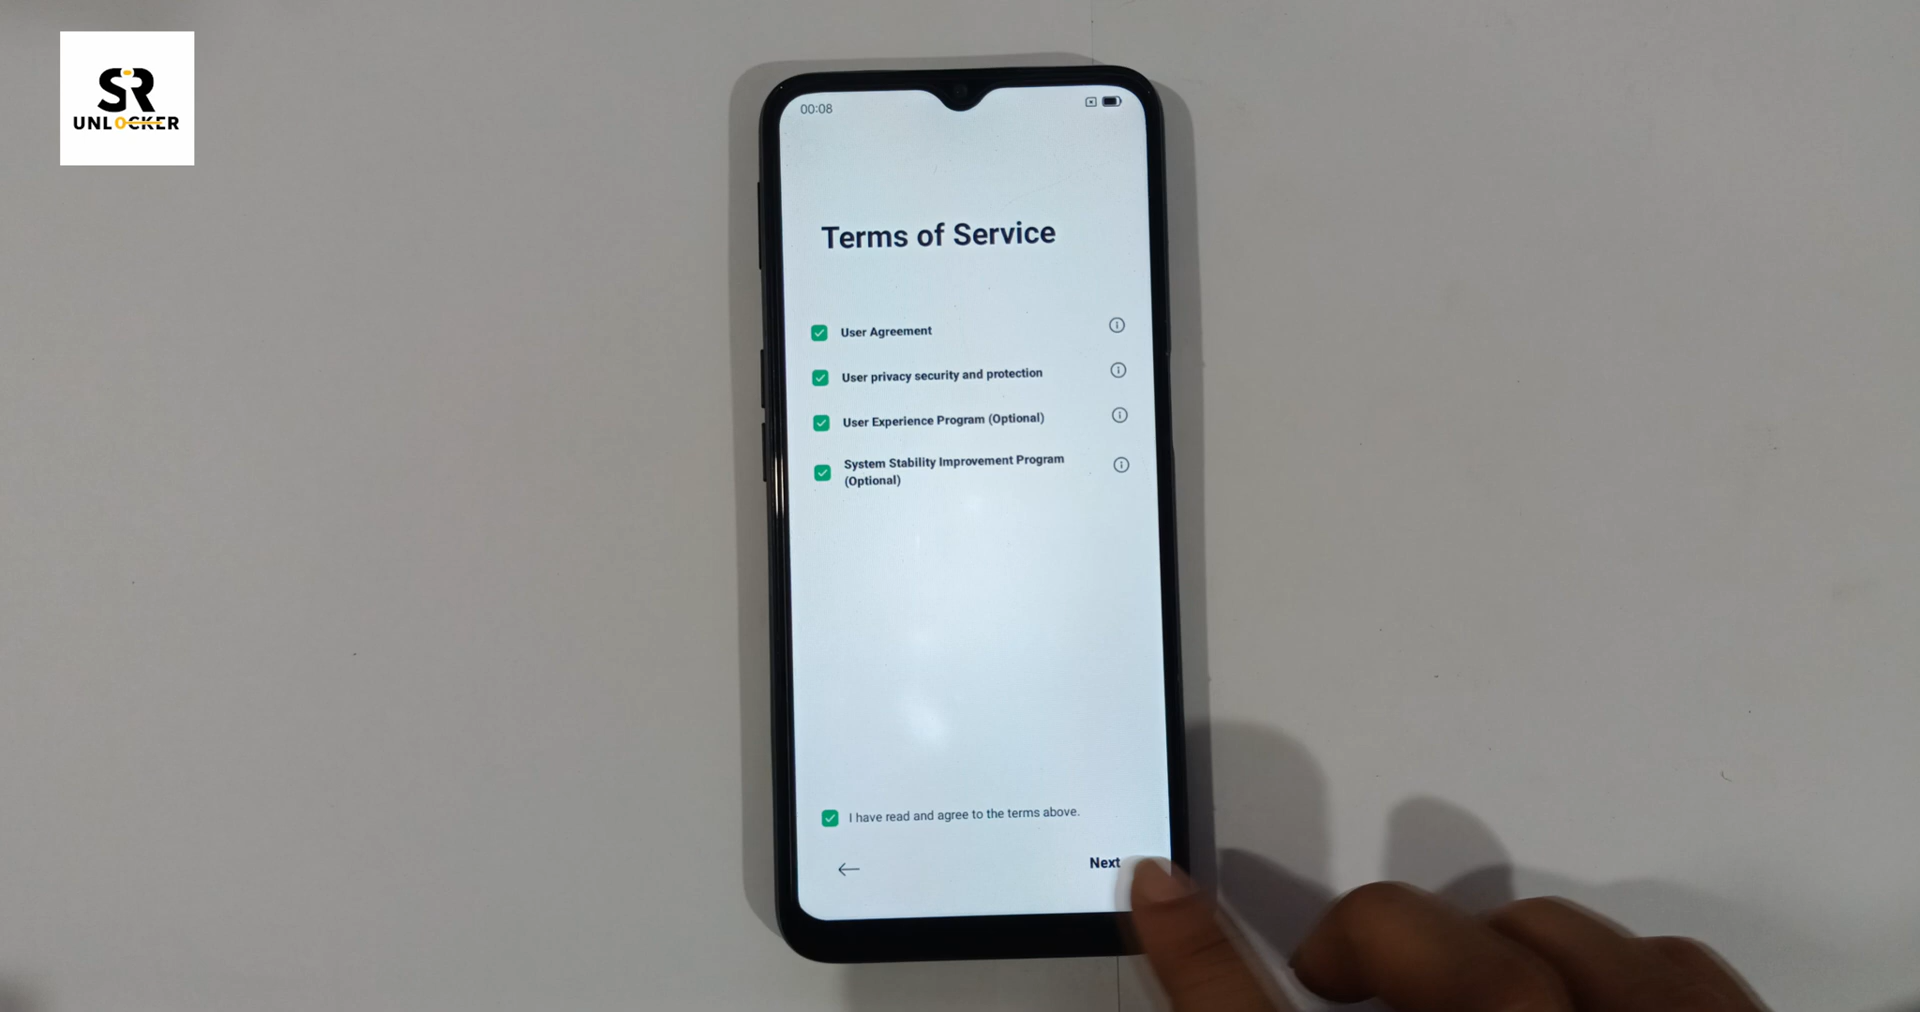 SR
UNLOCKER
00:08
Terms of Service
User Agreement
User privacy security and protection
User Experience Program (Optional)
System Stability Improvement Program
(Optional)
I have read and agree to the terms above.
Next